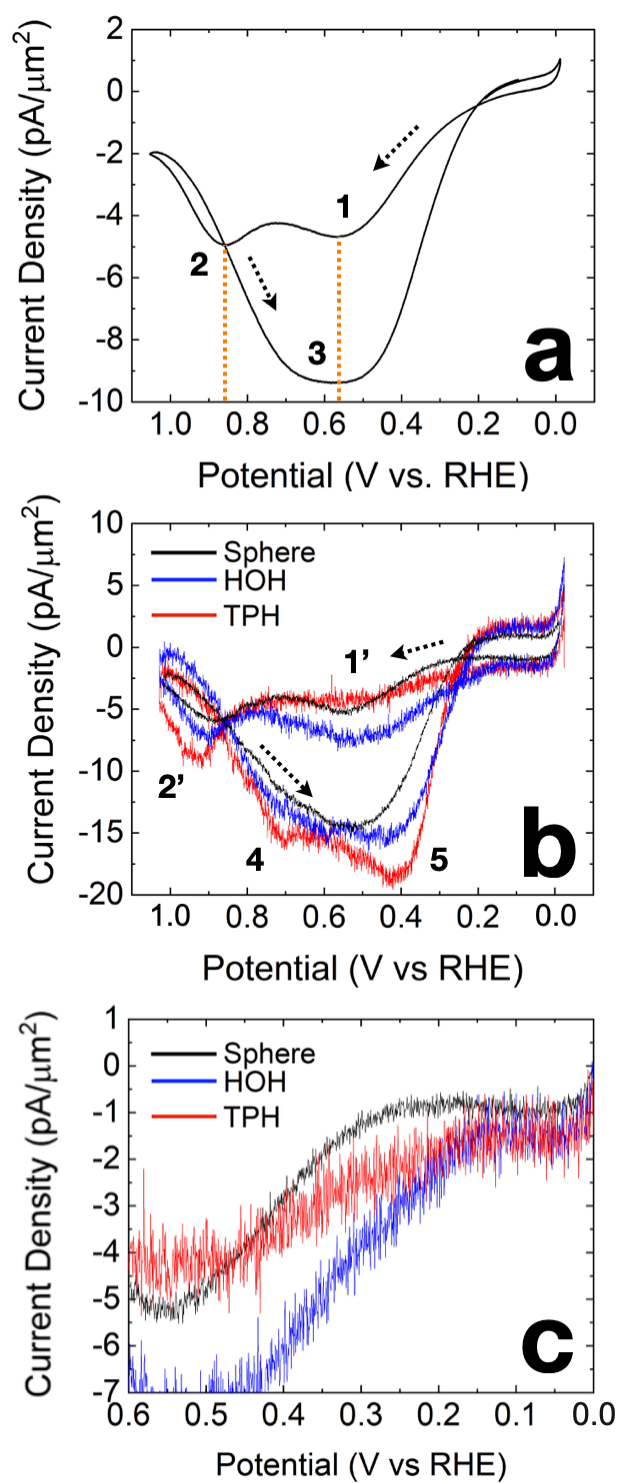 Current Density (pA/μm²)
2
0
-2
-4
-6
-8
-10
1
2
3
a
1.0 0.8 0.6 0.4 0.2 0.0
Potential (V vs. RHE)
Current Density (pA/μm²)
10
5
0
-5
-10
-15
-20
Sphere
HOH
TPH
1’
2’
4
5
b
1.0 0.8 0.6 0.4 0.2 0.0
Potential (V vs RHE)
Current Density (pA/μm²)
1
0
-1
-2
-3
-4
-5
-6
-7
Sphere
HOH
TPH
c
0.6 0.5 0.4 0.3 0.2 0.1 0.0
Potential (V vs RHE)